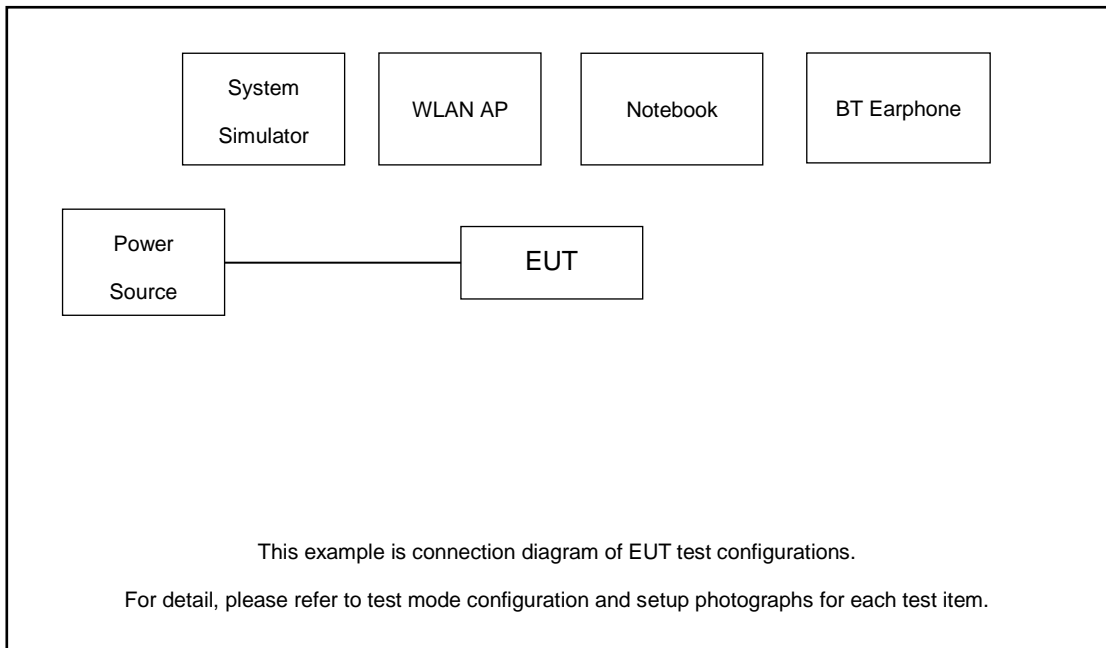 System
Simulator
WLAN AP
Notebook
BT Earphone
Power
Source
EUT
This example is connection diagram of EUT test configurations.
For detail, please refer to test mode configuration and setup photographs for each test item.